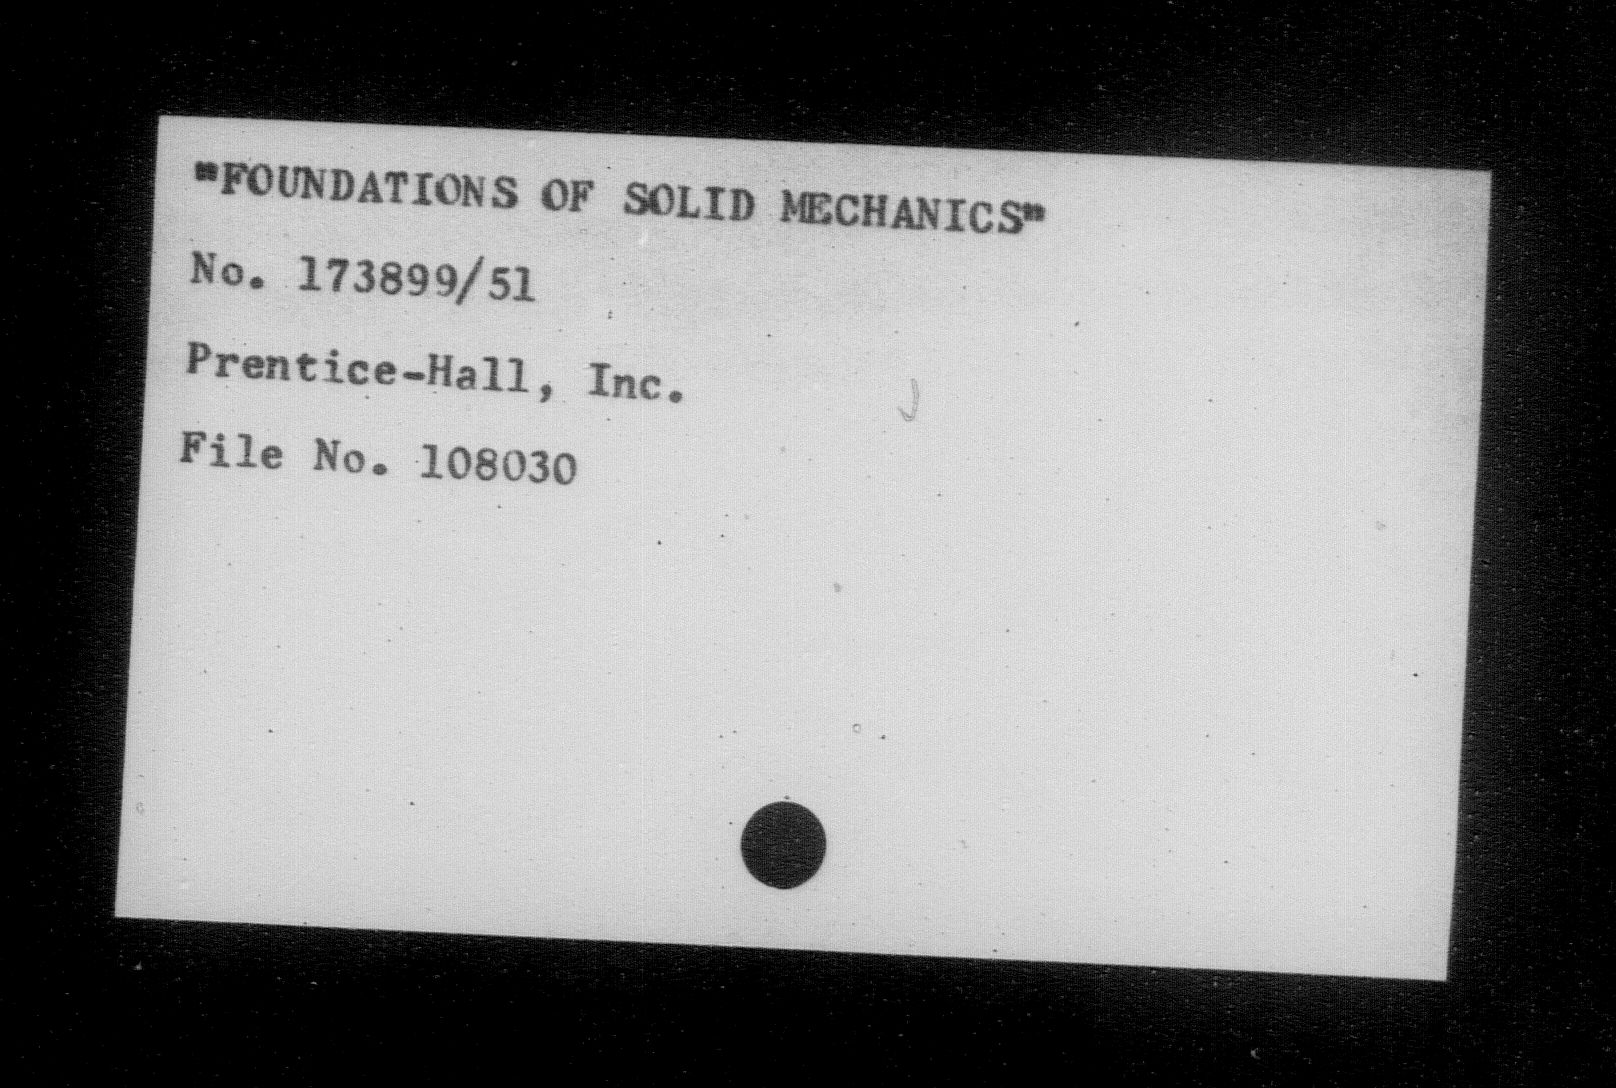 "FOUNDATIONS OF SOLID MECHANICS"
No. 173899/51
Prentice-Hall, Inc.
File No. 108030